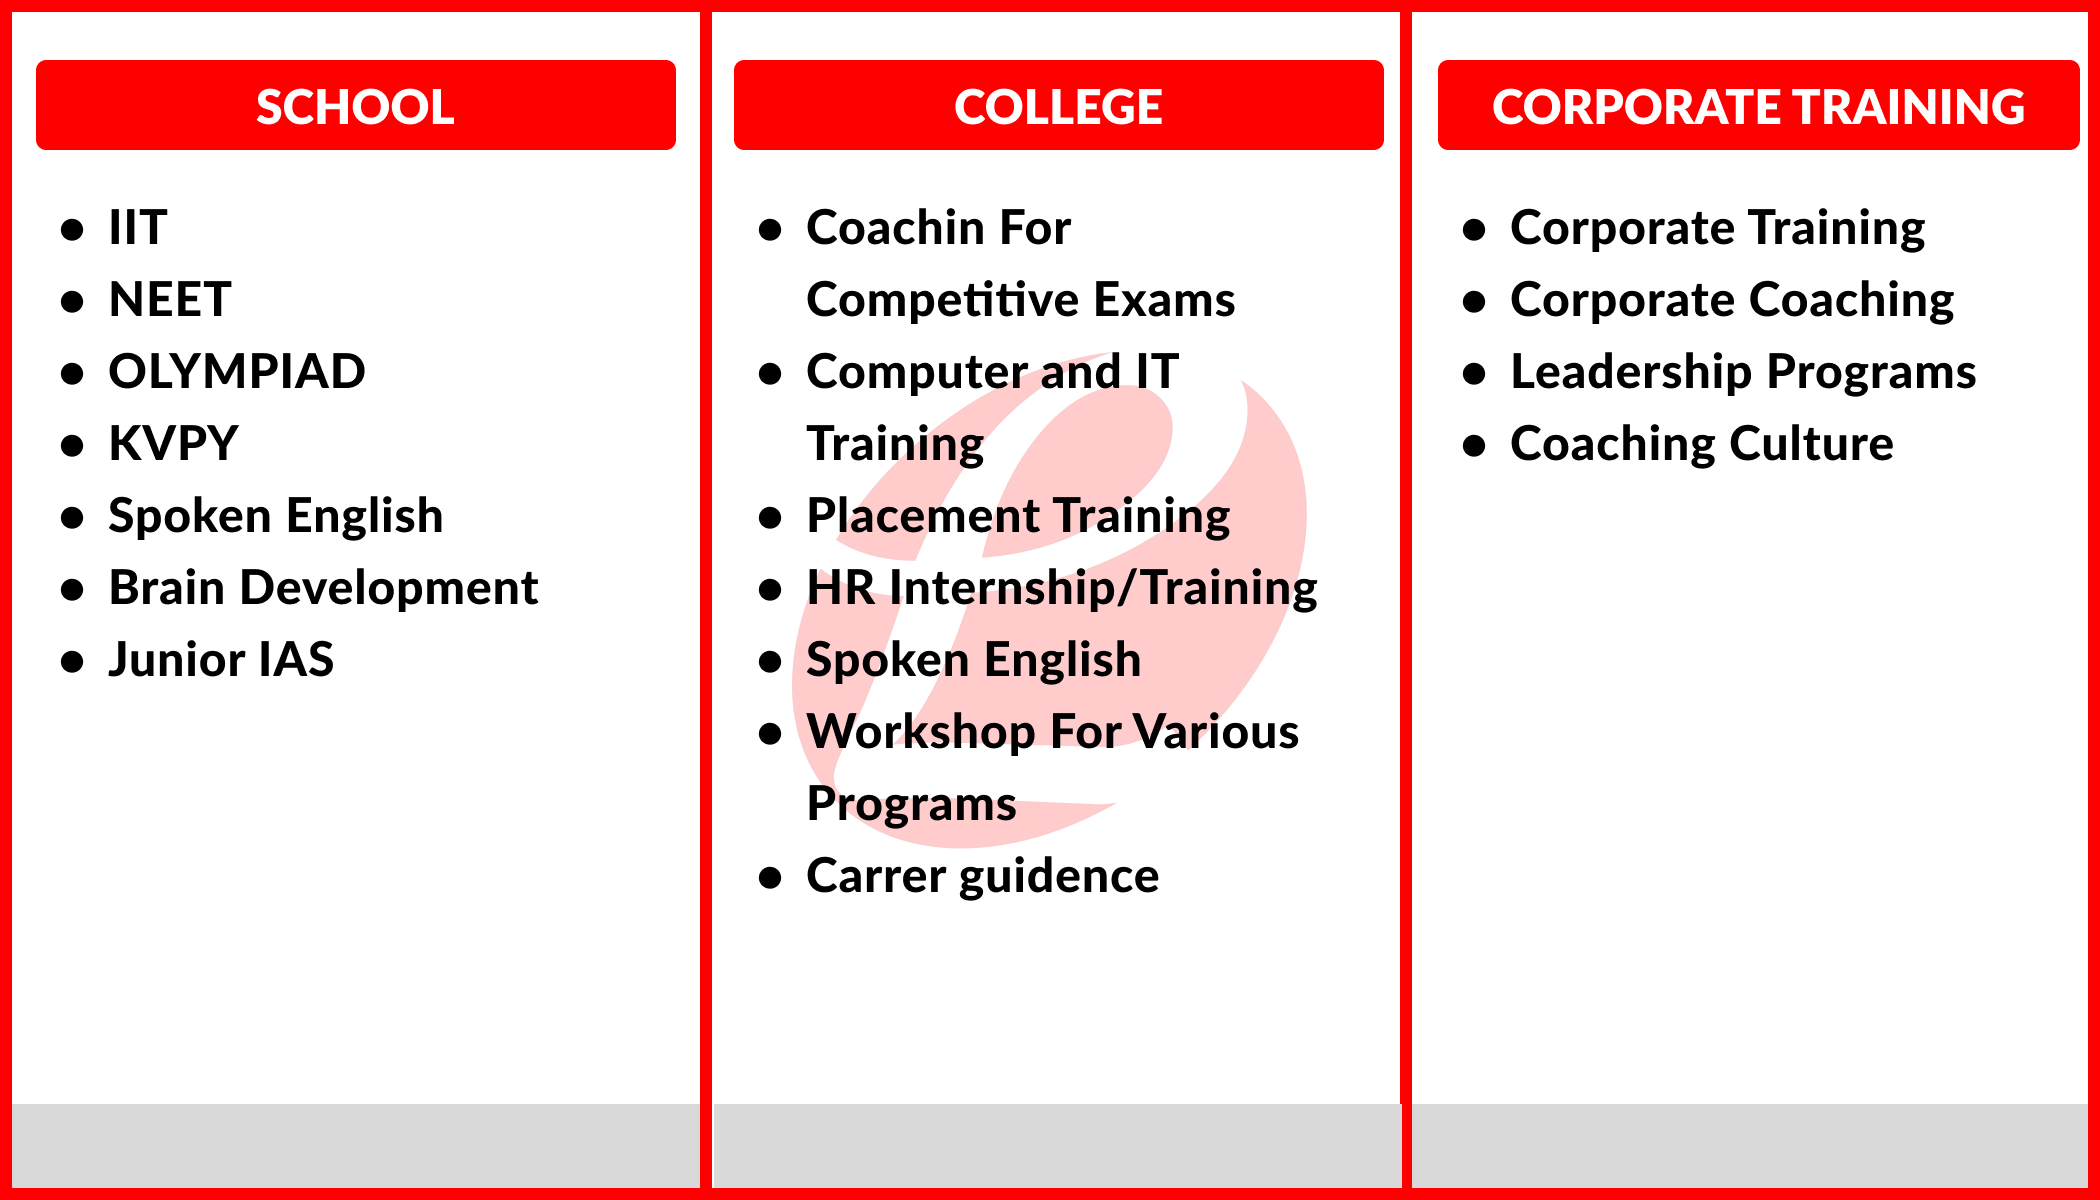 SCHOOL
• IIT
• NEET
• OLYMPIAD
• KVPY
• Spoken English
• Brain Development
• Junior IAS
COLLEGE
• Coachin For
Competitive Exams
• Computer and IT
Training
• Placement Training
• HR Internship/Training
• Spoken English
• Workshop For Various
Programs
• Carrer guidence
CORPORATE TRAINING
• Corporate Training
• Corporate Coaching
• Leadership Programs
• Coaching Culture